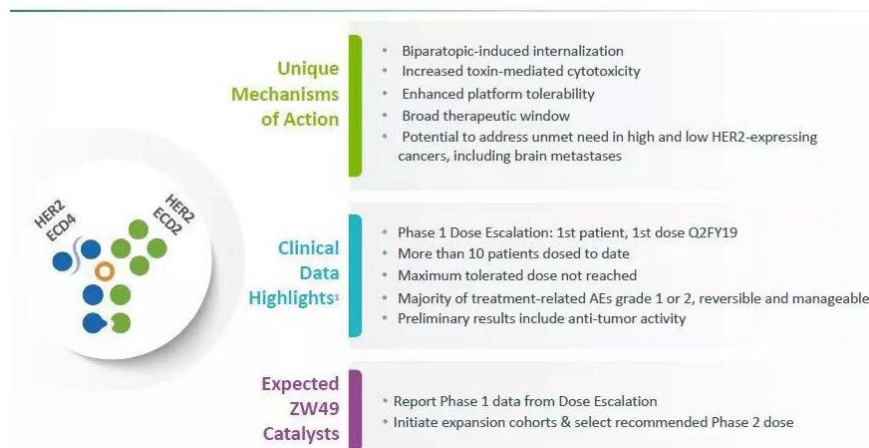 HER2
ECD4
HER2
ECD2
Unique
Mechanisms
of Action
• Biparatopic-induced internalization
• Increased toxin-mediated cytotoxicity
• Enhanced platform tolerability
• Broad therapeutic window
• Potential to address unmet need in high and low HER2-expressing
cancers, including brain metastases
Clinical
Data
Highlights¹
• Phase 1 Dose Escalation: 1st patient, 1st dose Q2FY19
• More than 10 patients dosed to date
• Maximum tolerated dose not reached
• Majority of treatment-related AEs grade 1 or 2, reversible and manageable
• Preliminary results include anti-tumor activity
Expected
ZW49
Catalysts
• Report Phase 1 data from Dose Escalation
• Initiate expansion cohorts & select recommended Phase 2 dose